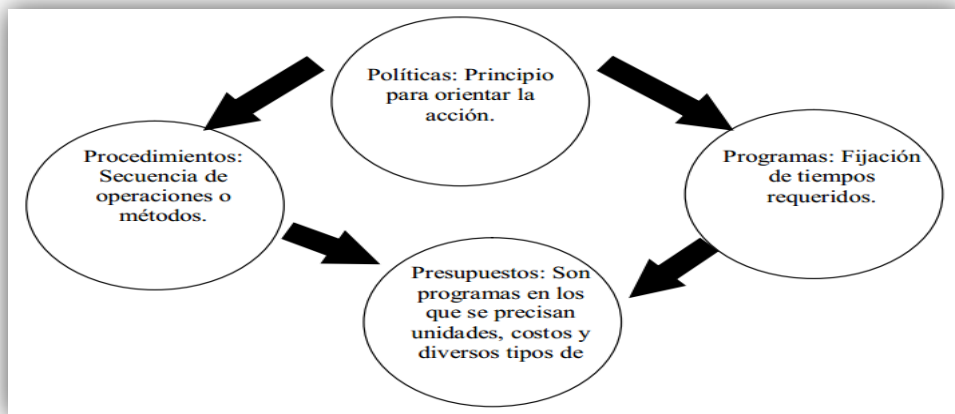 Políticas: Principio
para orientar la
acción.
Procedimientos:
Secuencia de
operaciones o
métodos.
Programas: Fijación
de tiempos
requeridos.
Presupuestos: Son
programas en los
que se precisan
unidades, costos y
diversos tipos de